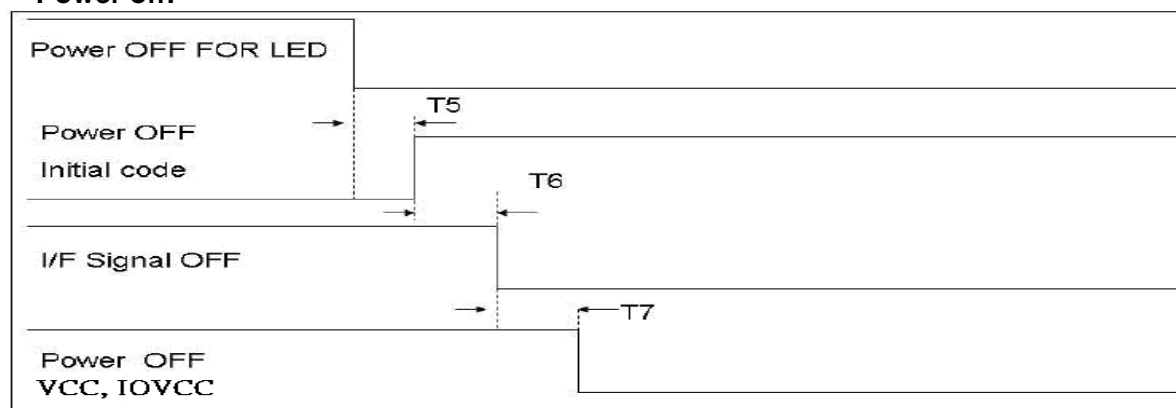 Power OFF FOR LED
T5
Power OFF
Initial code
T6
I/F Signal OFF
T7
Power OFF
VCC, IOVCC